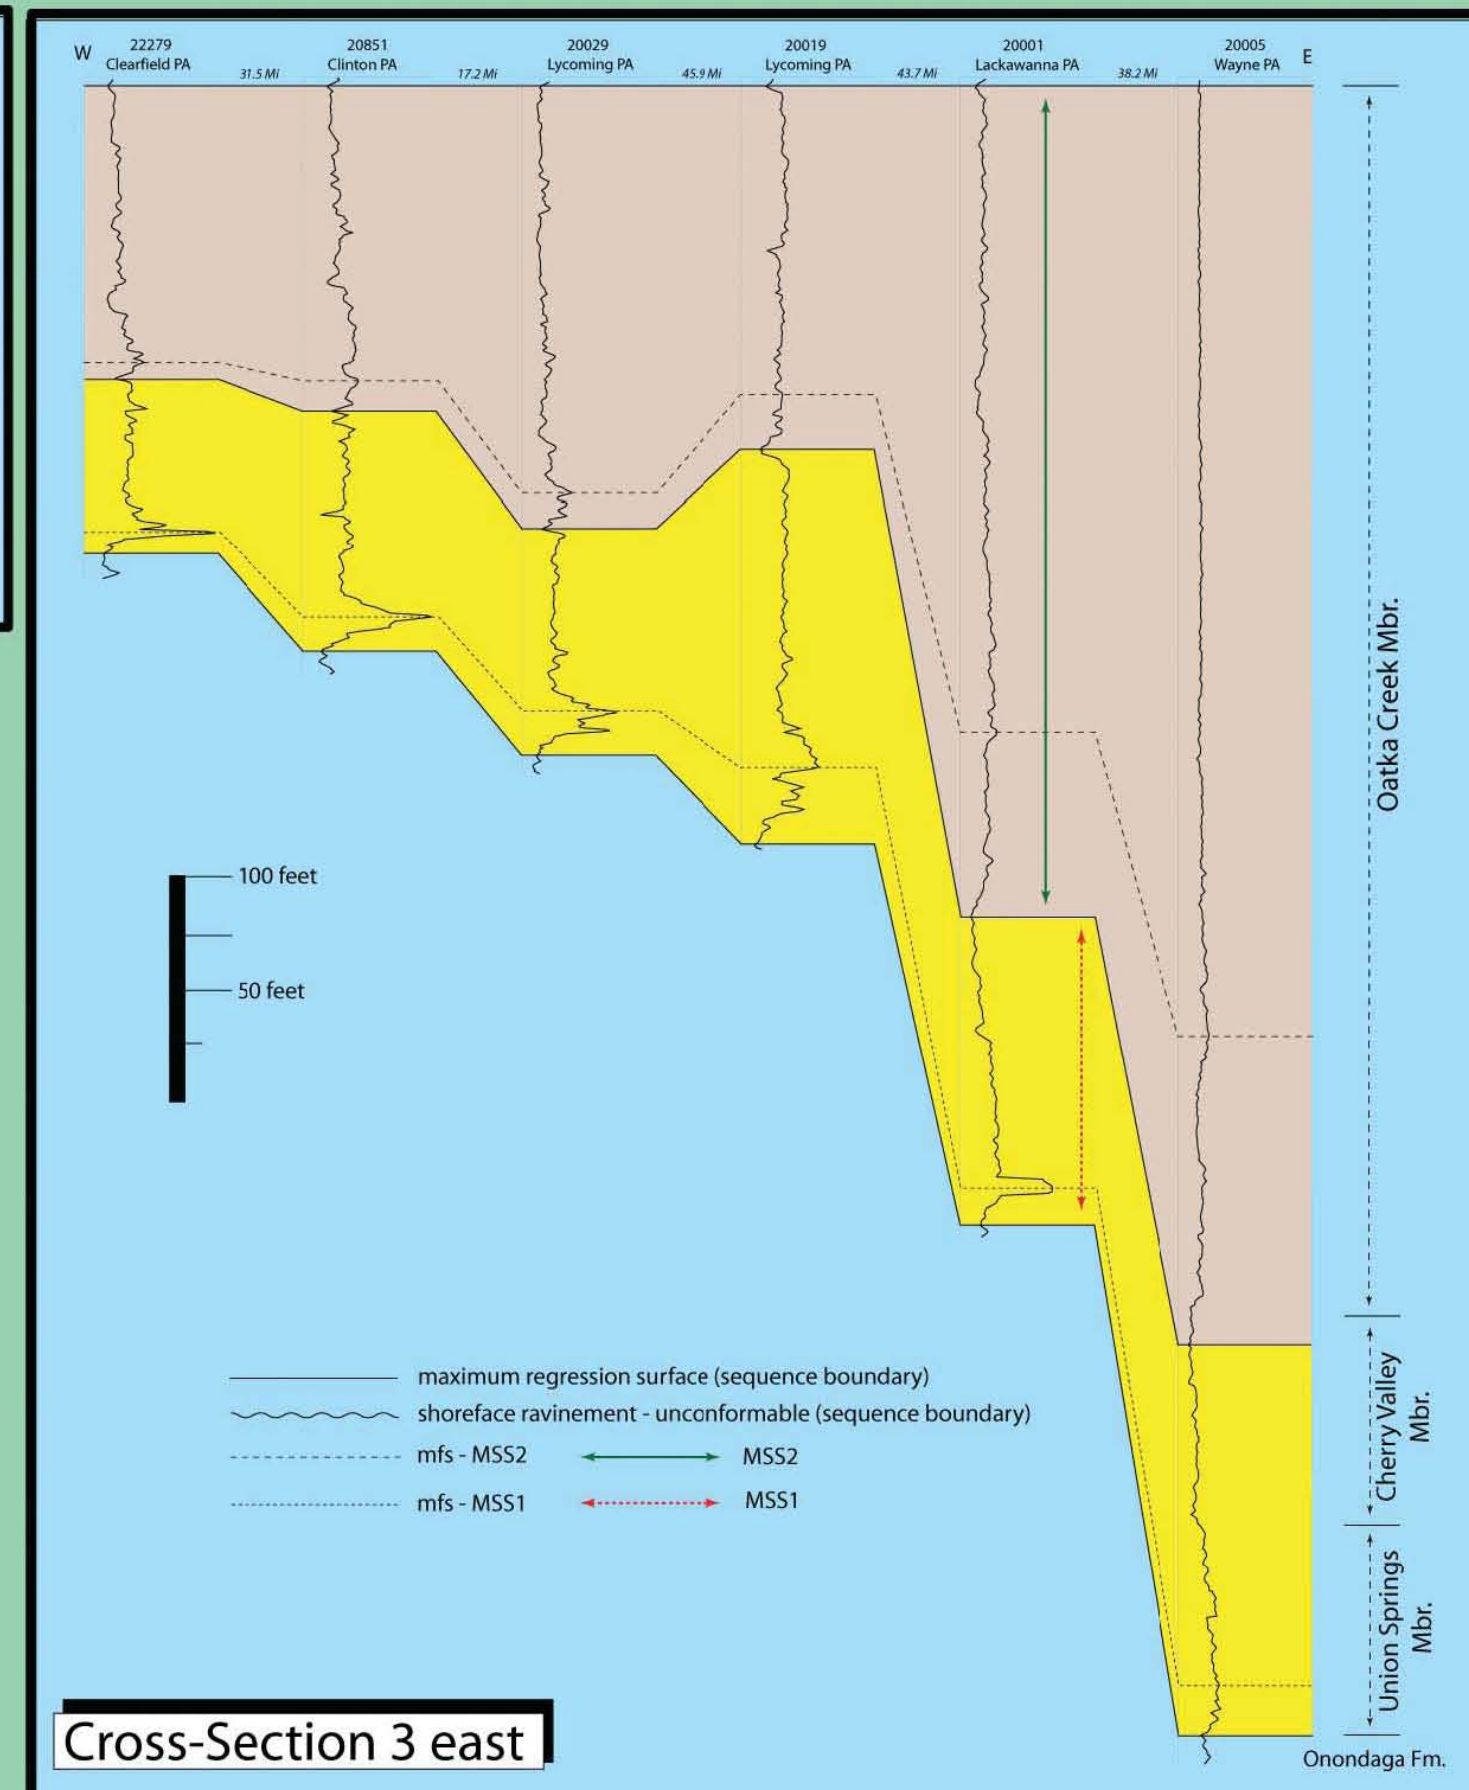 W
22279
Clearfield PA
31.5 Mi
20851
Clinton PA
17.2 Mi
20029
Lycoming PA
45.9 Mi
20019
Lycoming PA
43.7 Mi
20001
Lackawanna PA
38.2 Mi
20005
Wayne PA
E
Oatka Creek Mbr.
100 feet
50 feet
Cherry Valley
Mbr.
maximum regression surface (sequence boundary)
shoreface ravinement - unconformable (sequence boundary)
mfs - MSS2
MSS2
mfs - MSS1
MSS1
Union Springs
Mbr.
Cross-Section 3 east
Onondaga Fm.